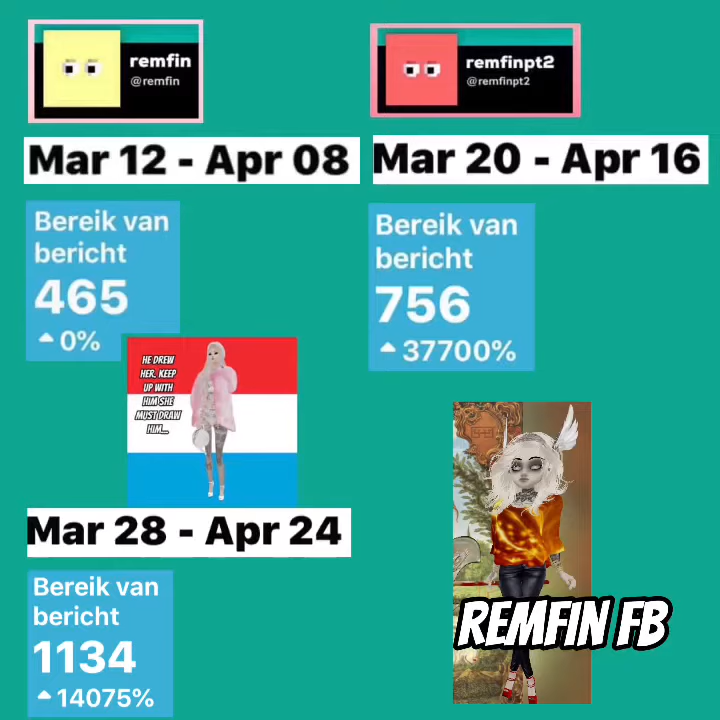 remfin
@remfin
remfinpt2
@remfinpt2
Mar 12 - Apr 08
Mar 20 - Apr 16
Bereik van
bericht
465
0%
Bereik van
bericht
756
37700%
HE DREW
HER. KEEP
UP WITH
HIM SHE
MUST DRAW
HIM...
Mar 28 - Apr 24
Bereik van
bericht
1134
14075%
REMFIN FB